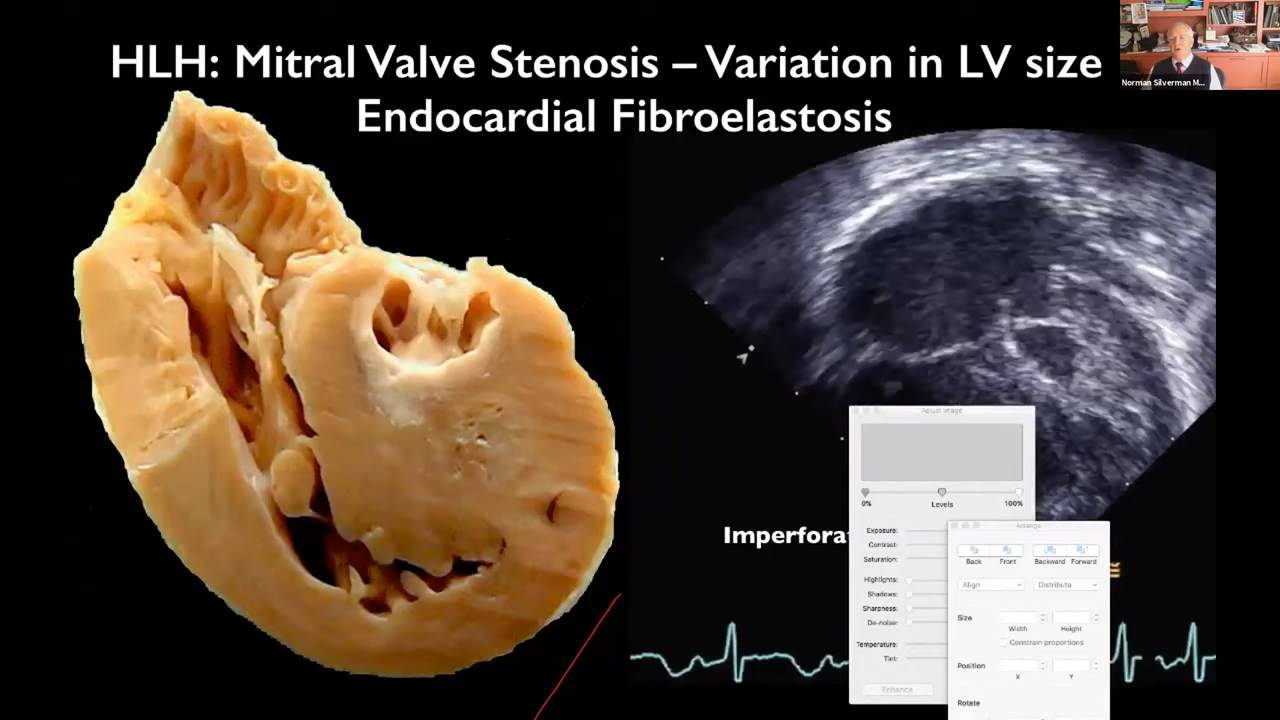 HLH: Mitral Valve Stenosis – Variation in LV size
Endocardial Fibroelastosis
Norman Silverman M...
Adjust Image
0%
Levels
100%
Imperfora
Exposure:
Contrast:
Saturation:
Highlights:
Shadows:
Sharpness:
De-noise:
Temperature:
Tint:
Enhance
Arrange
Back
Front
Backward
Forward
Align
Distribute
Size
Width
Height
Constrain proportions
Position
X
Y
Rotate